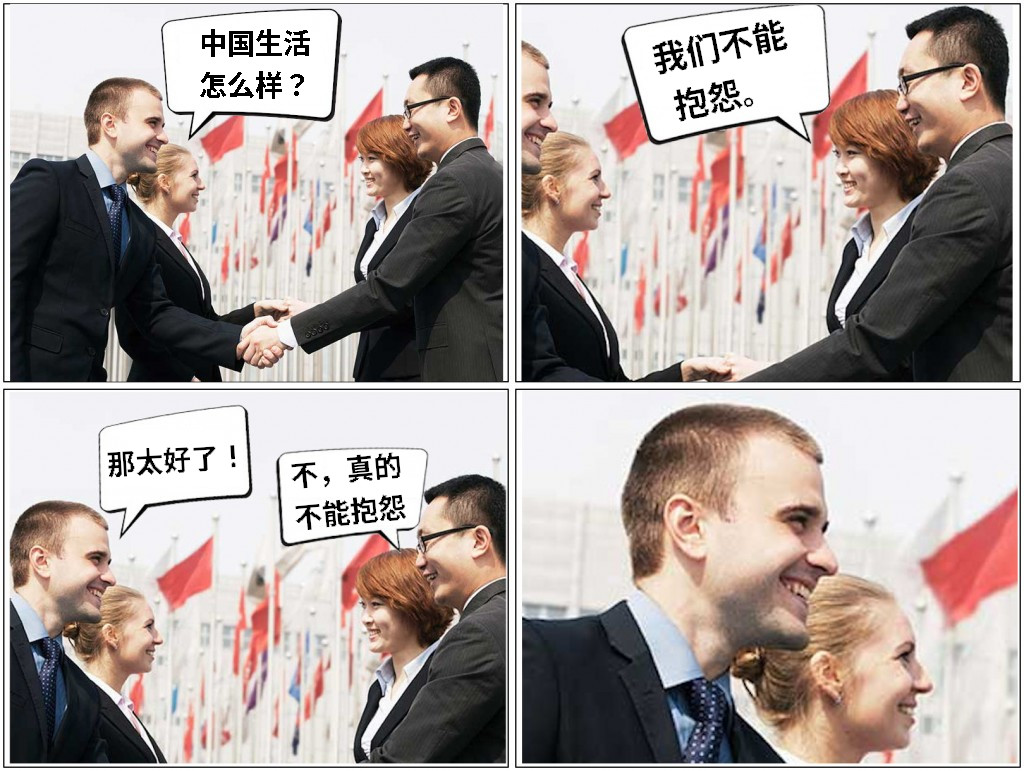 中国生活
怎么样？
我们不能
抱怨。
那太好了！
不，真的
不能抱怨